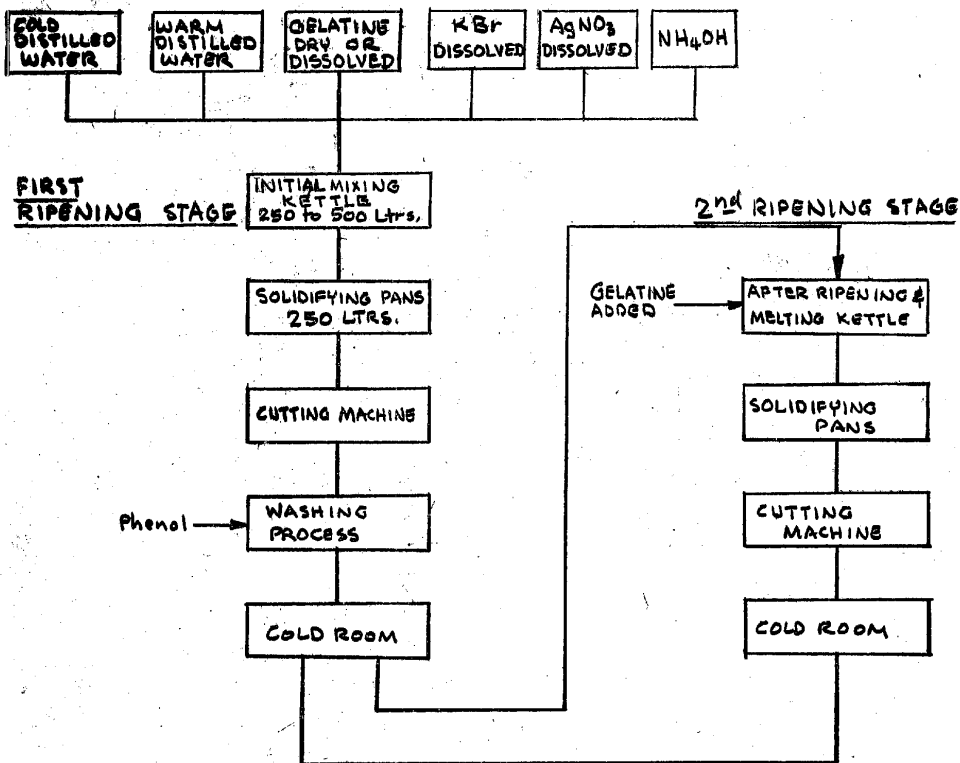 COLD
DISTILLED
WATER
WARM
DISTILLED
WATER
GELATINE
DRY OR
DISSOLVED
KBr
DISSOLVED
AgNO3
DISSOLVED
NH4OH
FIRST
RIPENING STAGE
INITIAL MIXING
KETTLE
250 to 500 Ltrs.
2nd RIPENING STAGE
SOLIDIFYING PANS
250 LTRS.
GELATINE
ADDED
AFTER RIPENING &
MELTING KETTLE
CUTTING MACHINE
SOLIDIFYING
PANS
Phenol
WASHING
PROCESS
CUTTING
MACHINE
COLD ROOM
COLD ROOM